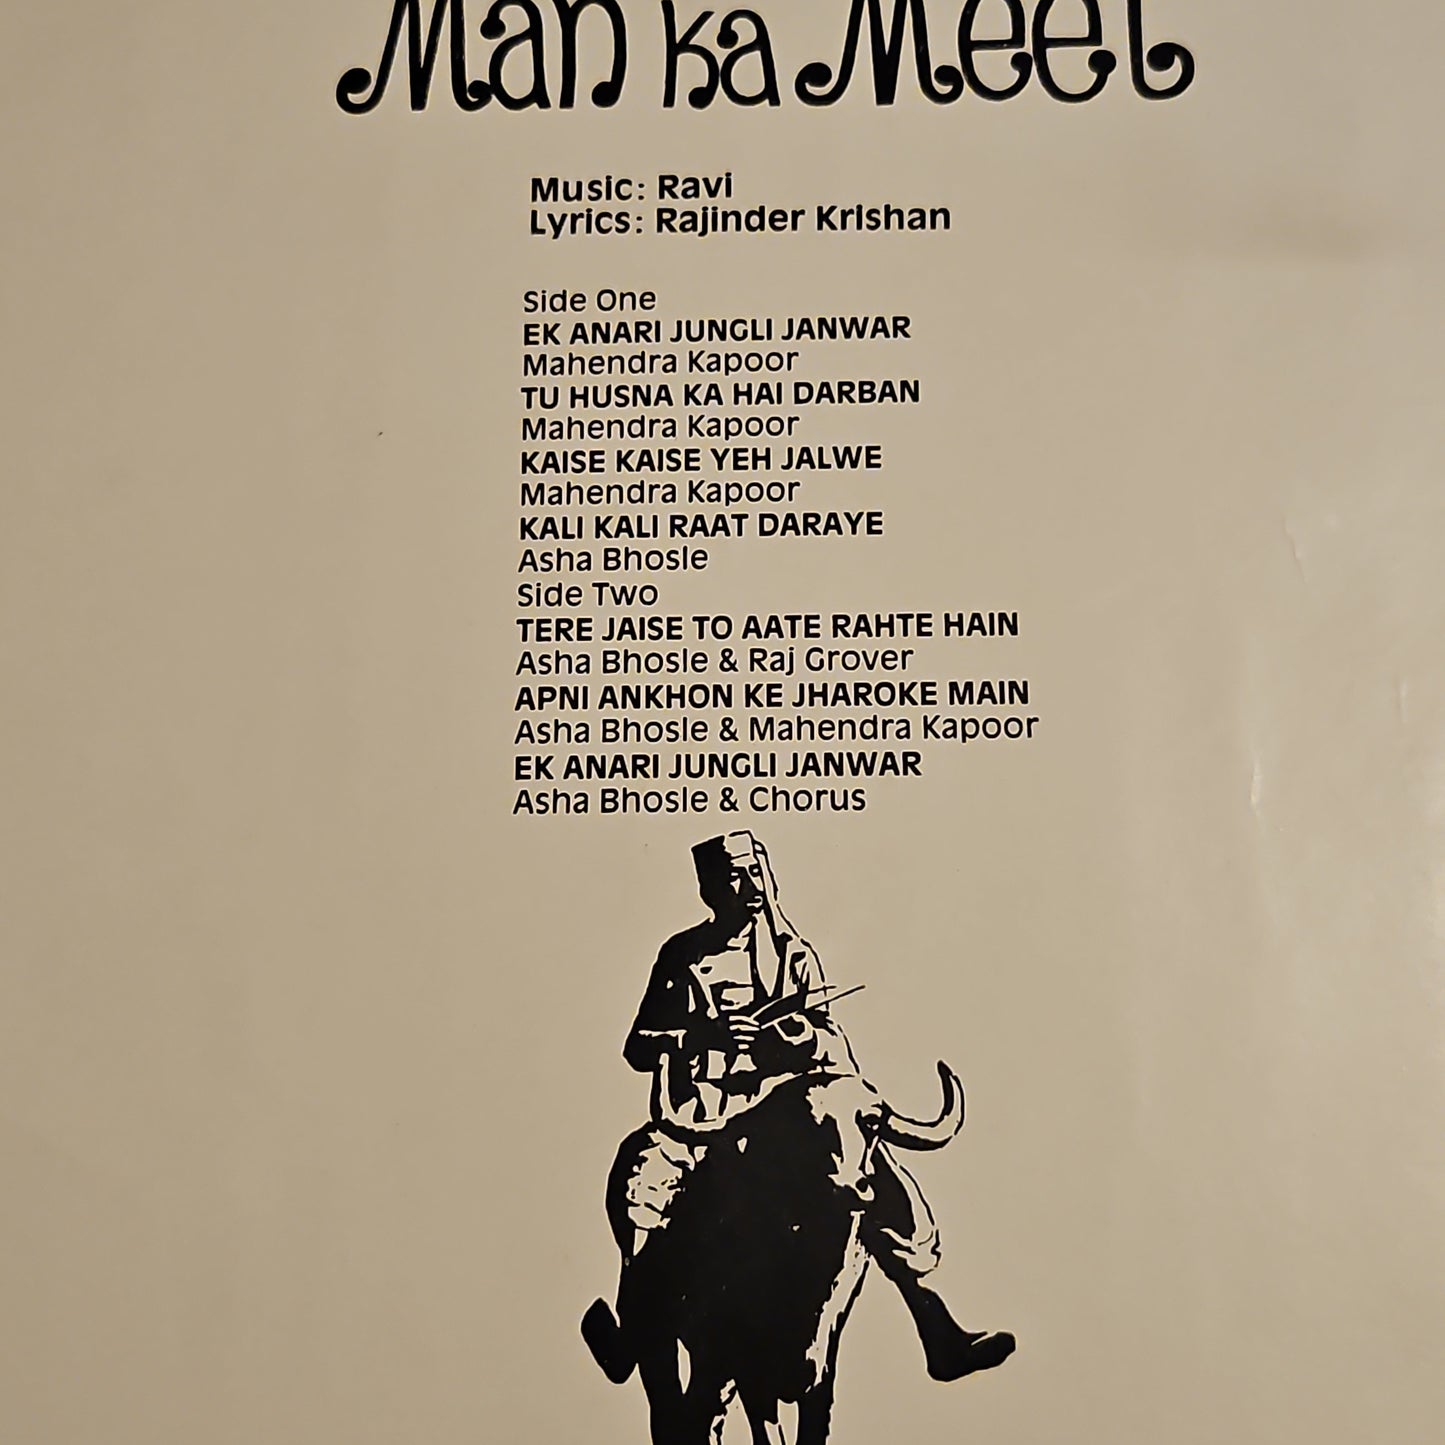 Man Ka Meet
Music: Ravi
Lyrics: Rajinder Krishan
Side One
EK ANARI JUNGLI JANWAR
Mahendra Kapoor
TU HUSNA KA HAI DARBAN
Mahendra Kapoor
KAISE KAISE YEH JALWE
Mahendra Kapoor
KALI KALI RAAT DARAYE
Asha Bhosle
Side Two
TERE JAISE TO AATE RAHTE HAIN
Asha Bhosle & Raj Grover
APNI ANKHON KE JHAROKE MAIN
Asha Bhosle & Mahendra Kapoor
EK ANARI JUNGLI JANWAR
Asha Bhosle & Chorus